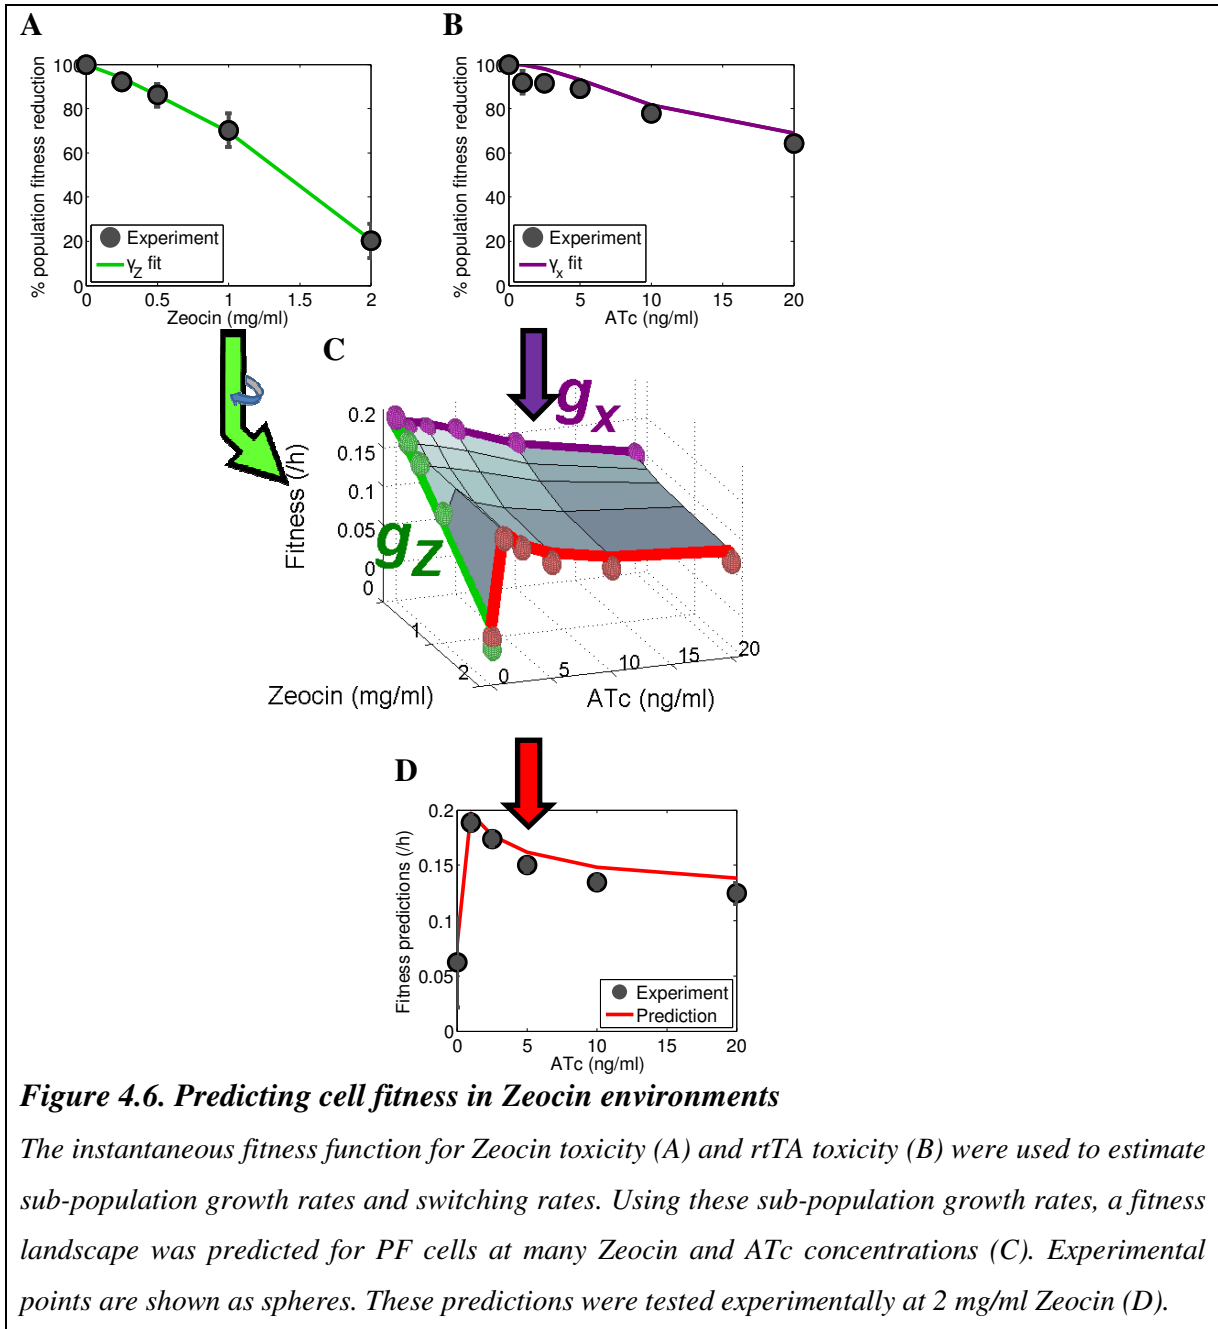 A
% population fitness reduction
100
80
60
40
20
0
Experiment
γZ fit
0 0.5 1 1.5 2
Zeocin (mg/ml)
B
% population fitness reduction
100
80
60
40
20
0
Experiment
γx fit
0 5 10 15 20
ATc (ng/ml)
C
gx
gZ
Fitness (/h)
0.2
0.15
0.1
0.05
0
0
1
2
Zeocin (mg/ml)
0 5 10 15 20
ATc (ng/ml)
D
Fitness predictions (/h)
0.2
0.15
0.1
0.05
0
Experiment
Prediction
0 5 10 15 20
ATc (ng/ml)
Figure 4.6. Predicting cell fitness in Zeocin environments
The instantaneous fitness function for Zeocin toxicity (A) and rtTA toxicity (B) were used to estimate
sub-population growth rates and switching rates. Using these sub-population growth rates, a fitness
landscape was predicted for PF cells at many Zeocin and ATc concentrations (C). Experimental
points are shown as spheres. These predictions were tested experimentally at 2 mg/ml Zeocin (D).